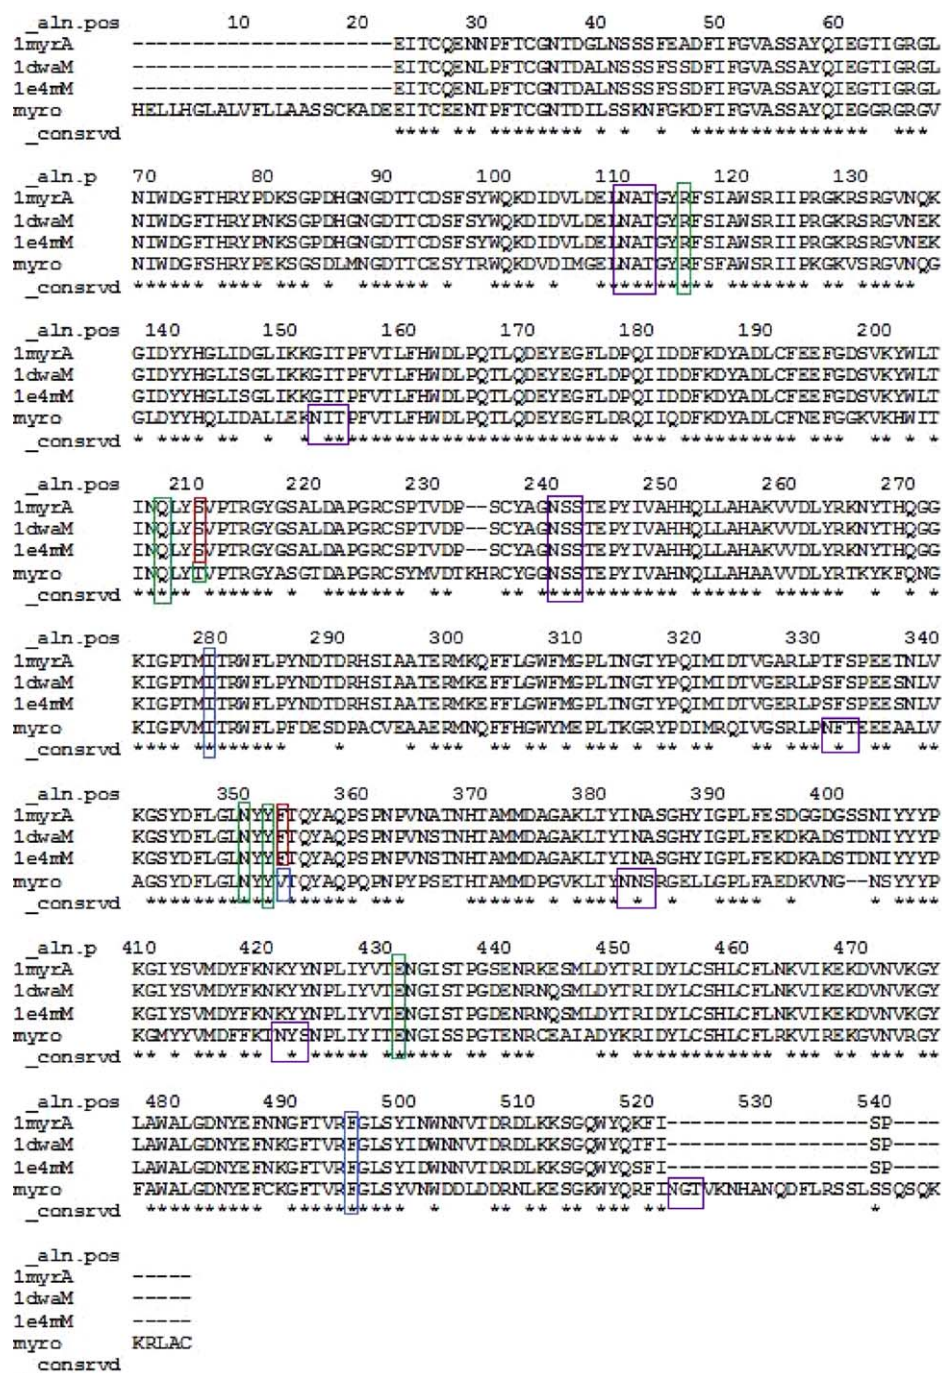 _aln.pos 10 20 30 40 50 60
1myrA ----------------------EITCQENNPFTCGNTDGLNSSSFEADFIFGVASSAYQIEGTIGRGL
1dwaM ----------------------EITCQENLPFTCGNTDALNSSSFSSDFIFGVASSAYQIEGTIGRGL
1e4mM ----------------------EITCQENLPFTCGNTDALNSSSFSSDFIFGVASSAYQIEGTIGRGL
myro HELLHGLALVFLLAASSCKADEEITCEENTPFTCGNTDILSSKNFGKDFIFGVASSAYQIEGGRGRGV
_consrvd **** ** ******** * * * ************** ***
_aln.p 70 80 90 100 110 120 130
1myrA NIWDGFTHRYPDKSGPDHGNGDTTCDSFSYWQKDIDVLDELNATGYRFSIAWSRIIPRGKRSRGVNQK
1dwaM NIWDGFTHRYPNKSGPDHGNGDTTCDSFSYWQKDIDVLDELNATGYRFSIAWSRIIPRGKRSRGVNEK
1e4mM NIWDGFTHRYPNKSGPDHGNGDTTCDSFSYWQKDIDVLDELNATGYRFSIAWSRIIPRGKRSRGVNEK
myro NIWDGFSHRYPEKSGSDLMNGDTTCESYTRWQKDVDIMGELNATGYRFSFAWSRIIPKGKVSRGVNQG
_consrvd ****** **** *** * ****** * **** * ********** ******* ** *****
_aln.pos 140 150 160 170 180 190 200
1myrA GIDYYHGLIDGLIKKGITPFVTLFHWDLPQTLQDEYEGFLDPQIIDDFKDYADLCFEEFGDSVKYWLT
1dwaM GIDYYHGLISGLIKKGITPFVTLFHWDLPQTLQDEYEGFLDPQIIDDFKDYADLCFEEFGDSVKYWLT
1e4mM GIDYYHGLISGLIKKGITPFVTLFHWDLPQTLQDEYEGFLDPQIIDDFKDYADLCFEEFGDSVKYWLT
myro GLDYYHQLIDALLEKNITPFVTLFHWDLPQTLQDEYEGFLDRQIIQDFKDYADLCFNEFGGKVKHWIT
_consrvd * **** ** * * ************************* *** ********** *** ** * *
_aln.pos 210 220 230 240 250 260 270
1myrA INQLYSVPTRGYGSALDAPGRCSPTVDP--SCYAGNSSTEPYIVAHHQLLAHAKVVDLYRKNYTHQGG
1dwaM INQLYSVPTRGYGSALDAPGRCSPTVDP--SCYAGNSSTEPYIVAHHQLLAHAKVVDLYRKNYTHQGG
1e4mM INQLYSVPTRGYGSALDAPGRCSPTVDP--SCYAGNSSTEPYIVAHHQLLAHAKVVDLYRKNYTHQGG
myro INQLYTVPTRGYASGTDAPGRCSYMVDTKHRCYGGNSSTEPYIVAHNQLLAHAAVVDLYRTKYKFQNG
_consrvd ***** ****** * ******* ** ** ************ ****** ****** * * *
_aln.pos 280 290 300 310 320 330 340
1myrA KIGPTMITRWFLPYNDTDRHSIAATERMKQFFLGWFMGPLTNGTYPQIMIDTVGARLPTFSPEETNLV
1dwaM KIGPTMITRWFLPYNDTDRHSIAATERMKEFFLGWFMGPLTNGTYPQIMIDTVGERLPSFSPEESNLV
1e4mM KIGPTMITRWFLPYNDTDRHSIAATERMKEFFLGWFMGPLTNGTYPQIMIDTVGERLPSFSPEESNLV
myro KIGPVMITRWFLPFDESDPACVEAAERMNQFFHGWYMEPLTKGRYPDIMRQIVGSRLPNFTEEEAALV
_consrvd **** ******** * * *** ** ** * *** * ** ** ** *** * ** **
_aln.pos 350 360 370 380 390 400
1myrA KGSYDFLGLNYYFTQYAQPSPNPVNATNHTAMMDAGAKLTYINASGHYIGPLFESDGGDGSSNIYYYP
1dwaM KGSYDFLGLNYYFTQYAQPSPNPVNSTNHTAMMDAGAKLTYINASGHYIGPLFEKDKADSTDNIYYYP
1e4mM KGSYDFLGLNYYFTQYAQPSPNPVNSTNHTAMMDAGAKLTYINASGHYIGPLFEKDKADSTDNIYYYP
myro AGSYDFLGLNYYVTQYAQPQPNPYPSETHTAMMDPGVKLTYNNSRGELLGPLFAEDKVNG--NSYYYP
_consrvd *********** ****** *** ****** * **** * * **** * * ****
_aln.p 410 420 430 440 450 460 470
1myrA KGIYSVMDYFKNKYYNPLIYVTENGISTPGSENRKESMLDYTRIDYLCSHLCFLNKVIKEKDVNVKGY
1dwaM KGIYSVMDYFKNKYYNPLIYVTENGISTPGDENRNQSMLDYTRIDYLCSHLCFLNKVIKEKDVNVKGY
1e4mM KGIYSVMDYFKNKYYNPLIYVTENGISTPGDENRNQSMLDYTRIDYLCSHLCFLNKVIKEKDVNVKGY
myro KGMYYVMDFFKINYSNPLIYITENGISSPGTENRCEAIADYKRIDYLCSHLCFLRKVIREKGVNVRGY
_consrvd ** * *** ** * ***** ****** ** *** ** ************ *** ** *** **
_aln.pos 480 490 500 510 520 530 540
1myrA LAWALGDNYEFNNGFTVRFGLSYINWNNVTDRDLKKSGQWYQKFI-----------------SP----
1dwaM LAWALGDNYEFNKGFTVRFGLSYIDWNNVTDRDLKKSGQWYQSFI-----------------SP----
1e4mM LAWALGDNYEFNKGFTVRFGLSYIDWNNVTDRDLKKSGQWYQSFI-----------------SP----
myro FAWALGDNYEFCKGFTVRFGLSYVNWDDLDDRNLKESGKWYQRFINGTVKNHANQDFLRSSLSSQSQK
_consrvd ********** ********** * ** ** ** *** ** *
_aln.pos
1myrA -----
1dwaM -----
1e4mM -----
myro KRLAC
consrvd